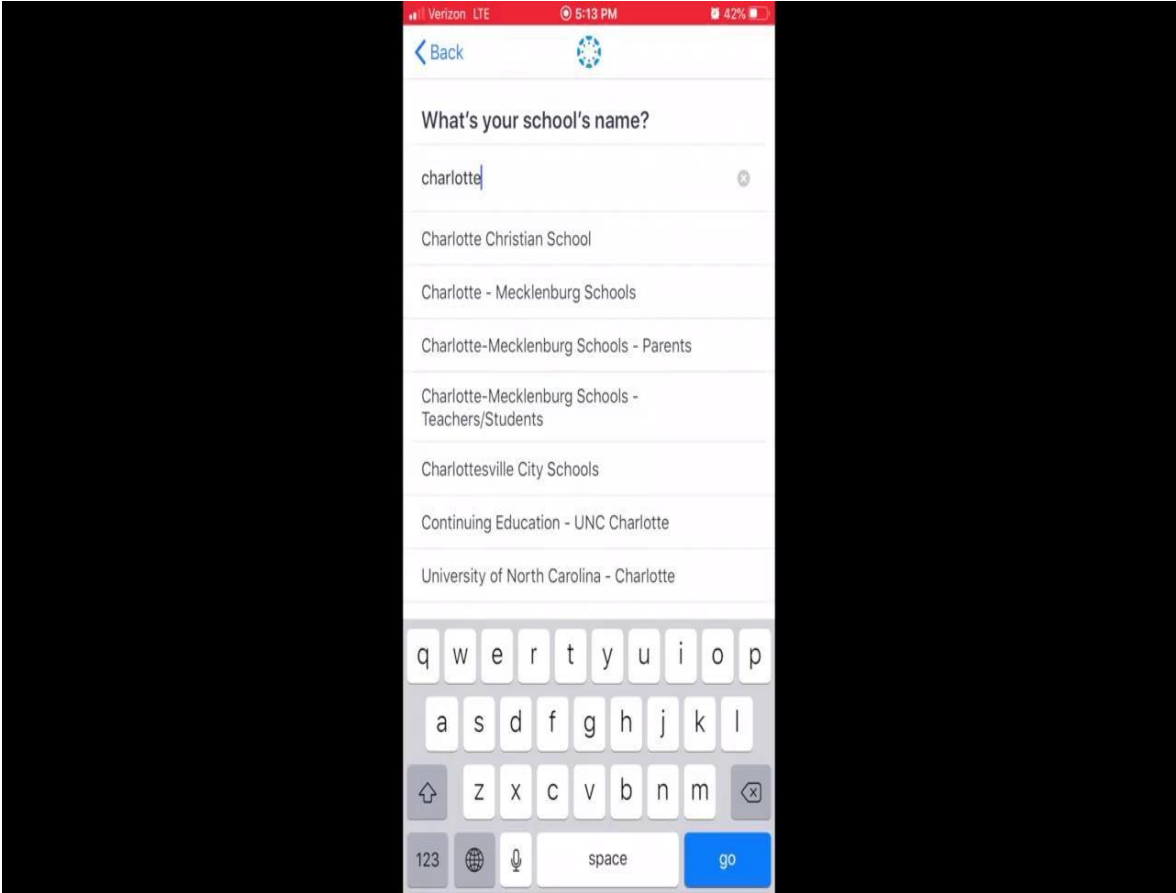 Verizon LTE 5:13 PM 42%
Back
What's your school's name?
charlotte
Charlotte Christian School
Charlotte - Mecklenburg Schools
Charlotte-Mecklenburg Schools - Parents
Charlotte-Mecklenburg Schools -
Teachers/Students
Charlottesville City Schools
Continuing Education - UNC Charlotte
University of North Carolina - Charlotte
q w e r t y u i o p
a s d f g h j k l
z x c v b n m
123 space go